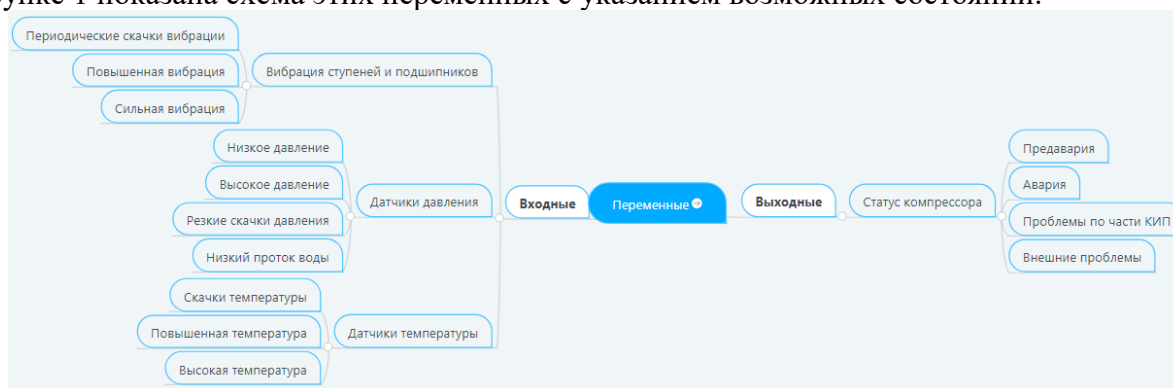 рисунке 1 показана схема этих переменных с указанием возможных состояний.
Периодические скачки вибрации
Повышенная вибрация
Сильная вибрация
Вибрация ступеней и подшипников
Низкое давление
Высокое давление
Резкие скачки давления
Низкий проток воды
Датчики давления
Скачки температуры
Повышенная температура
Высокая температура
Датчики температуры
Входные
Переменные
Выходные
Статус компрессора
Предавария
Авария
Проблемы по части КИП
Внешние проблемы